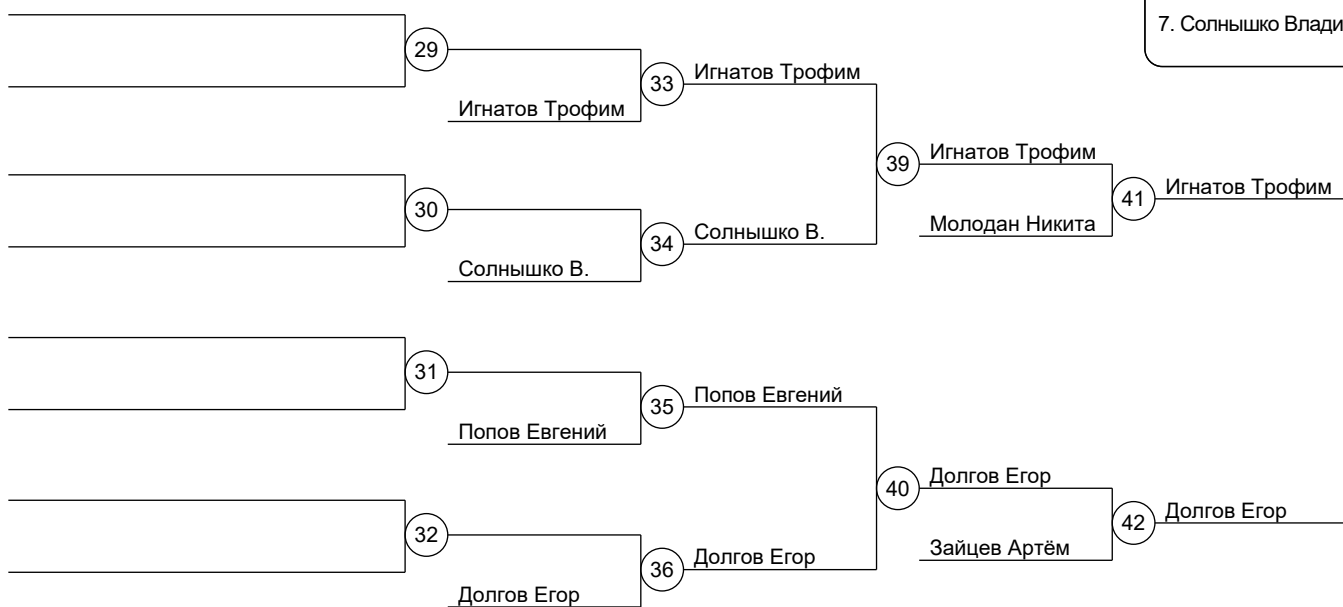 7. Солнышко Влади
29
33
Игнатов Трофим
Игнатов Трофим
39
Игнатов Трофим
41
Игнатов Трофим
30
34
Солнышко В.
Молодан Никита
Солнышко В.
31
35
Попов Евгений
Попов Евгений
40
Долгов Егор
42
Долгов Егор
32
36
Долгов Егор
Зайцев Артём
Долгов Егор